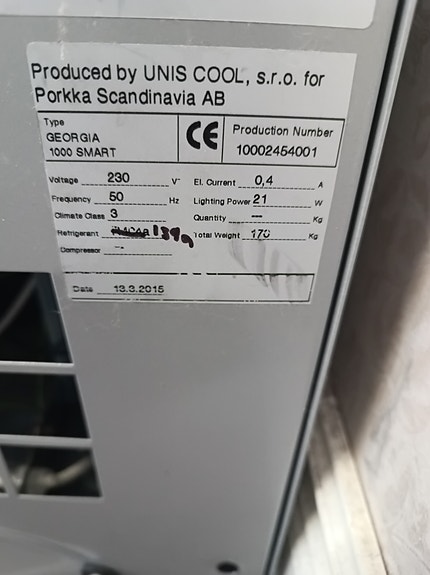 Produced by UNIS COOL, s.r.o. for
Porkka Scandinavia AB
Type
GEORGIA
1000 SMART
CE
Production Number
10002454001
Voltage 230 V~ El. Current 0,4 A
Frequency 50 Hz Lighting Power 21 W
Climate Class 3 Quantity --- Kg
Refrigerant Total Weight 170 Kg
Compressor ---
Date 13.3.2015